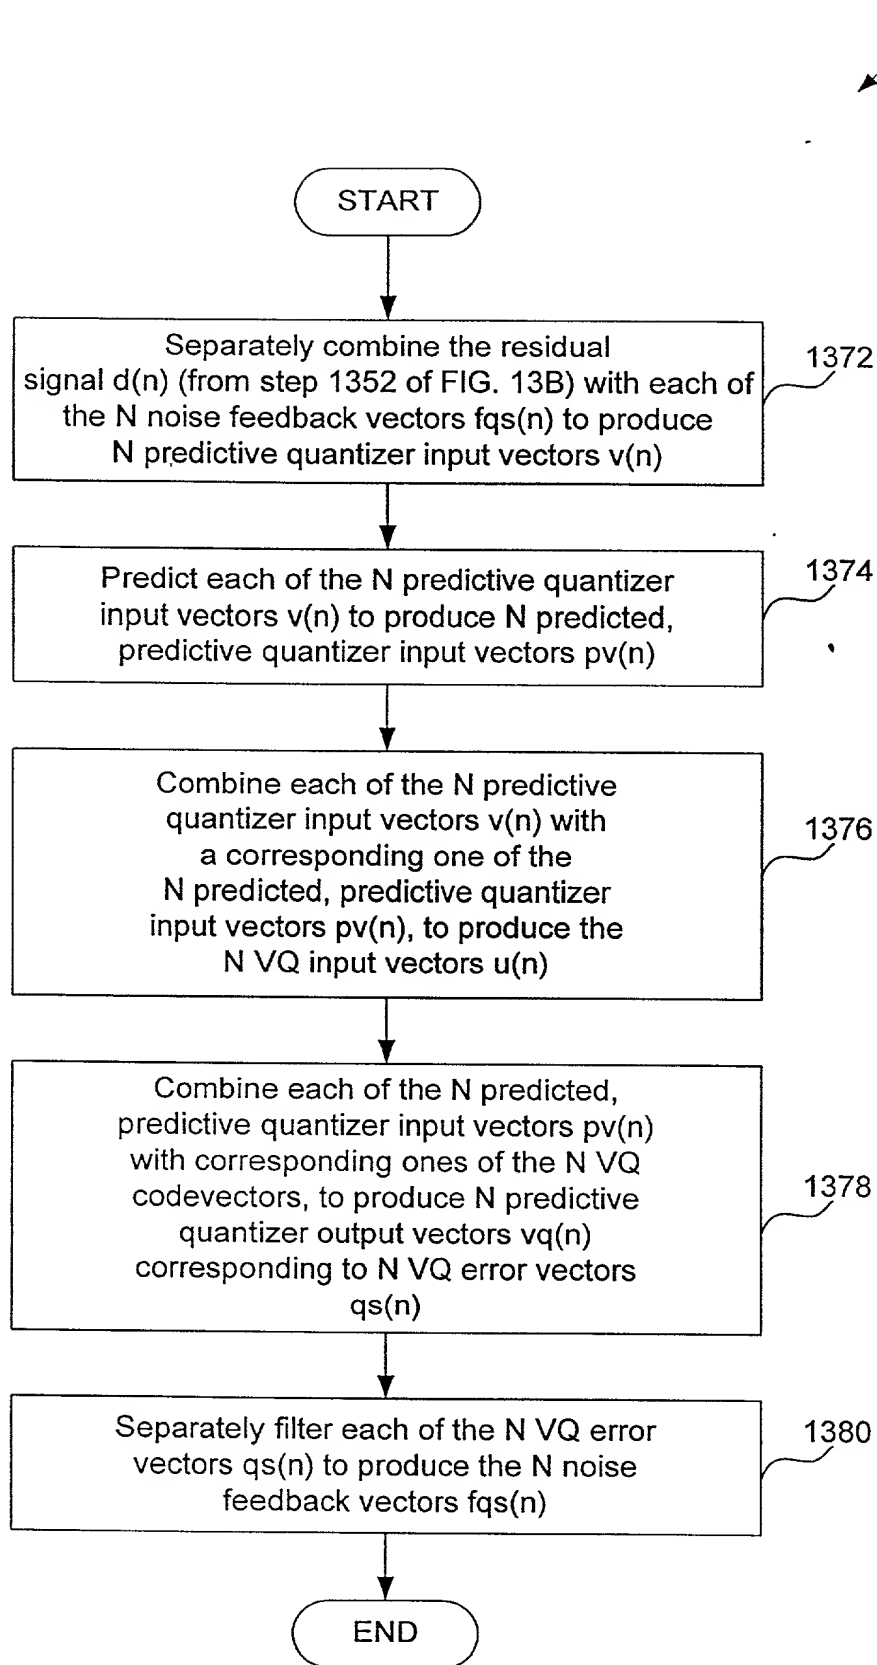 START
Separately combine the residual
signal d(n) (from step 1352 of FIG. 13B) with each of
the N noise feedback vectors fqs(n) to produce
N predictive quantizer input vectors v(n)
1372
Predict each of the N predictive quantizer
input vectors v(n) to produce N predicted,
predictive quantizer input vectors pv(n)
1374
Combine each of the N predictive
quantizer input vectors v(n) with
a corresponding one of the
N predicted, predictive quantizer
input vectors pv(n), to produce the
N VQ input vectors u(n)
1376
Combine each of the N predicted,
predictive quantizer input vectors pv(n)
with corresponding ones of the N VQ
codevectors, to produce N predictive
quantizer output vectors vq(n)
corresponding to N VQ error vectors
qs(n)
1378
Separately filter each of the N VQ error
vectors qs(n) to produce the N noise
feedback vectors fqs(n)
1380
END